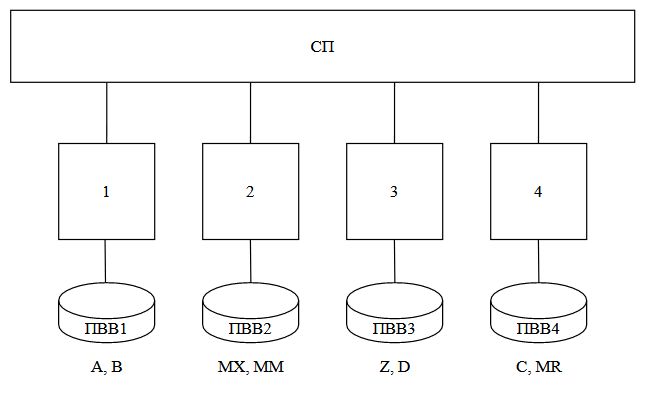 СП
1 2 3 4
ПВВ1 ПВВ2 ПВВ3 ПВВ4
A, B MX, MM Z, D C, MR